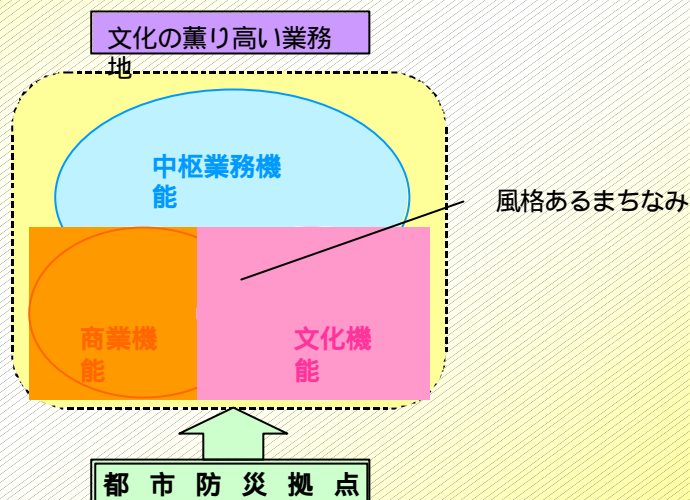 文化の薫り高い業務
地
中枢業務機
能
風格あるまちなみ
商業機
能
文化機
能
都市防災拠点